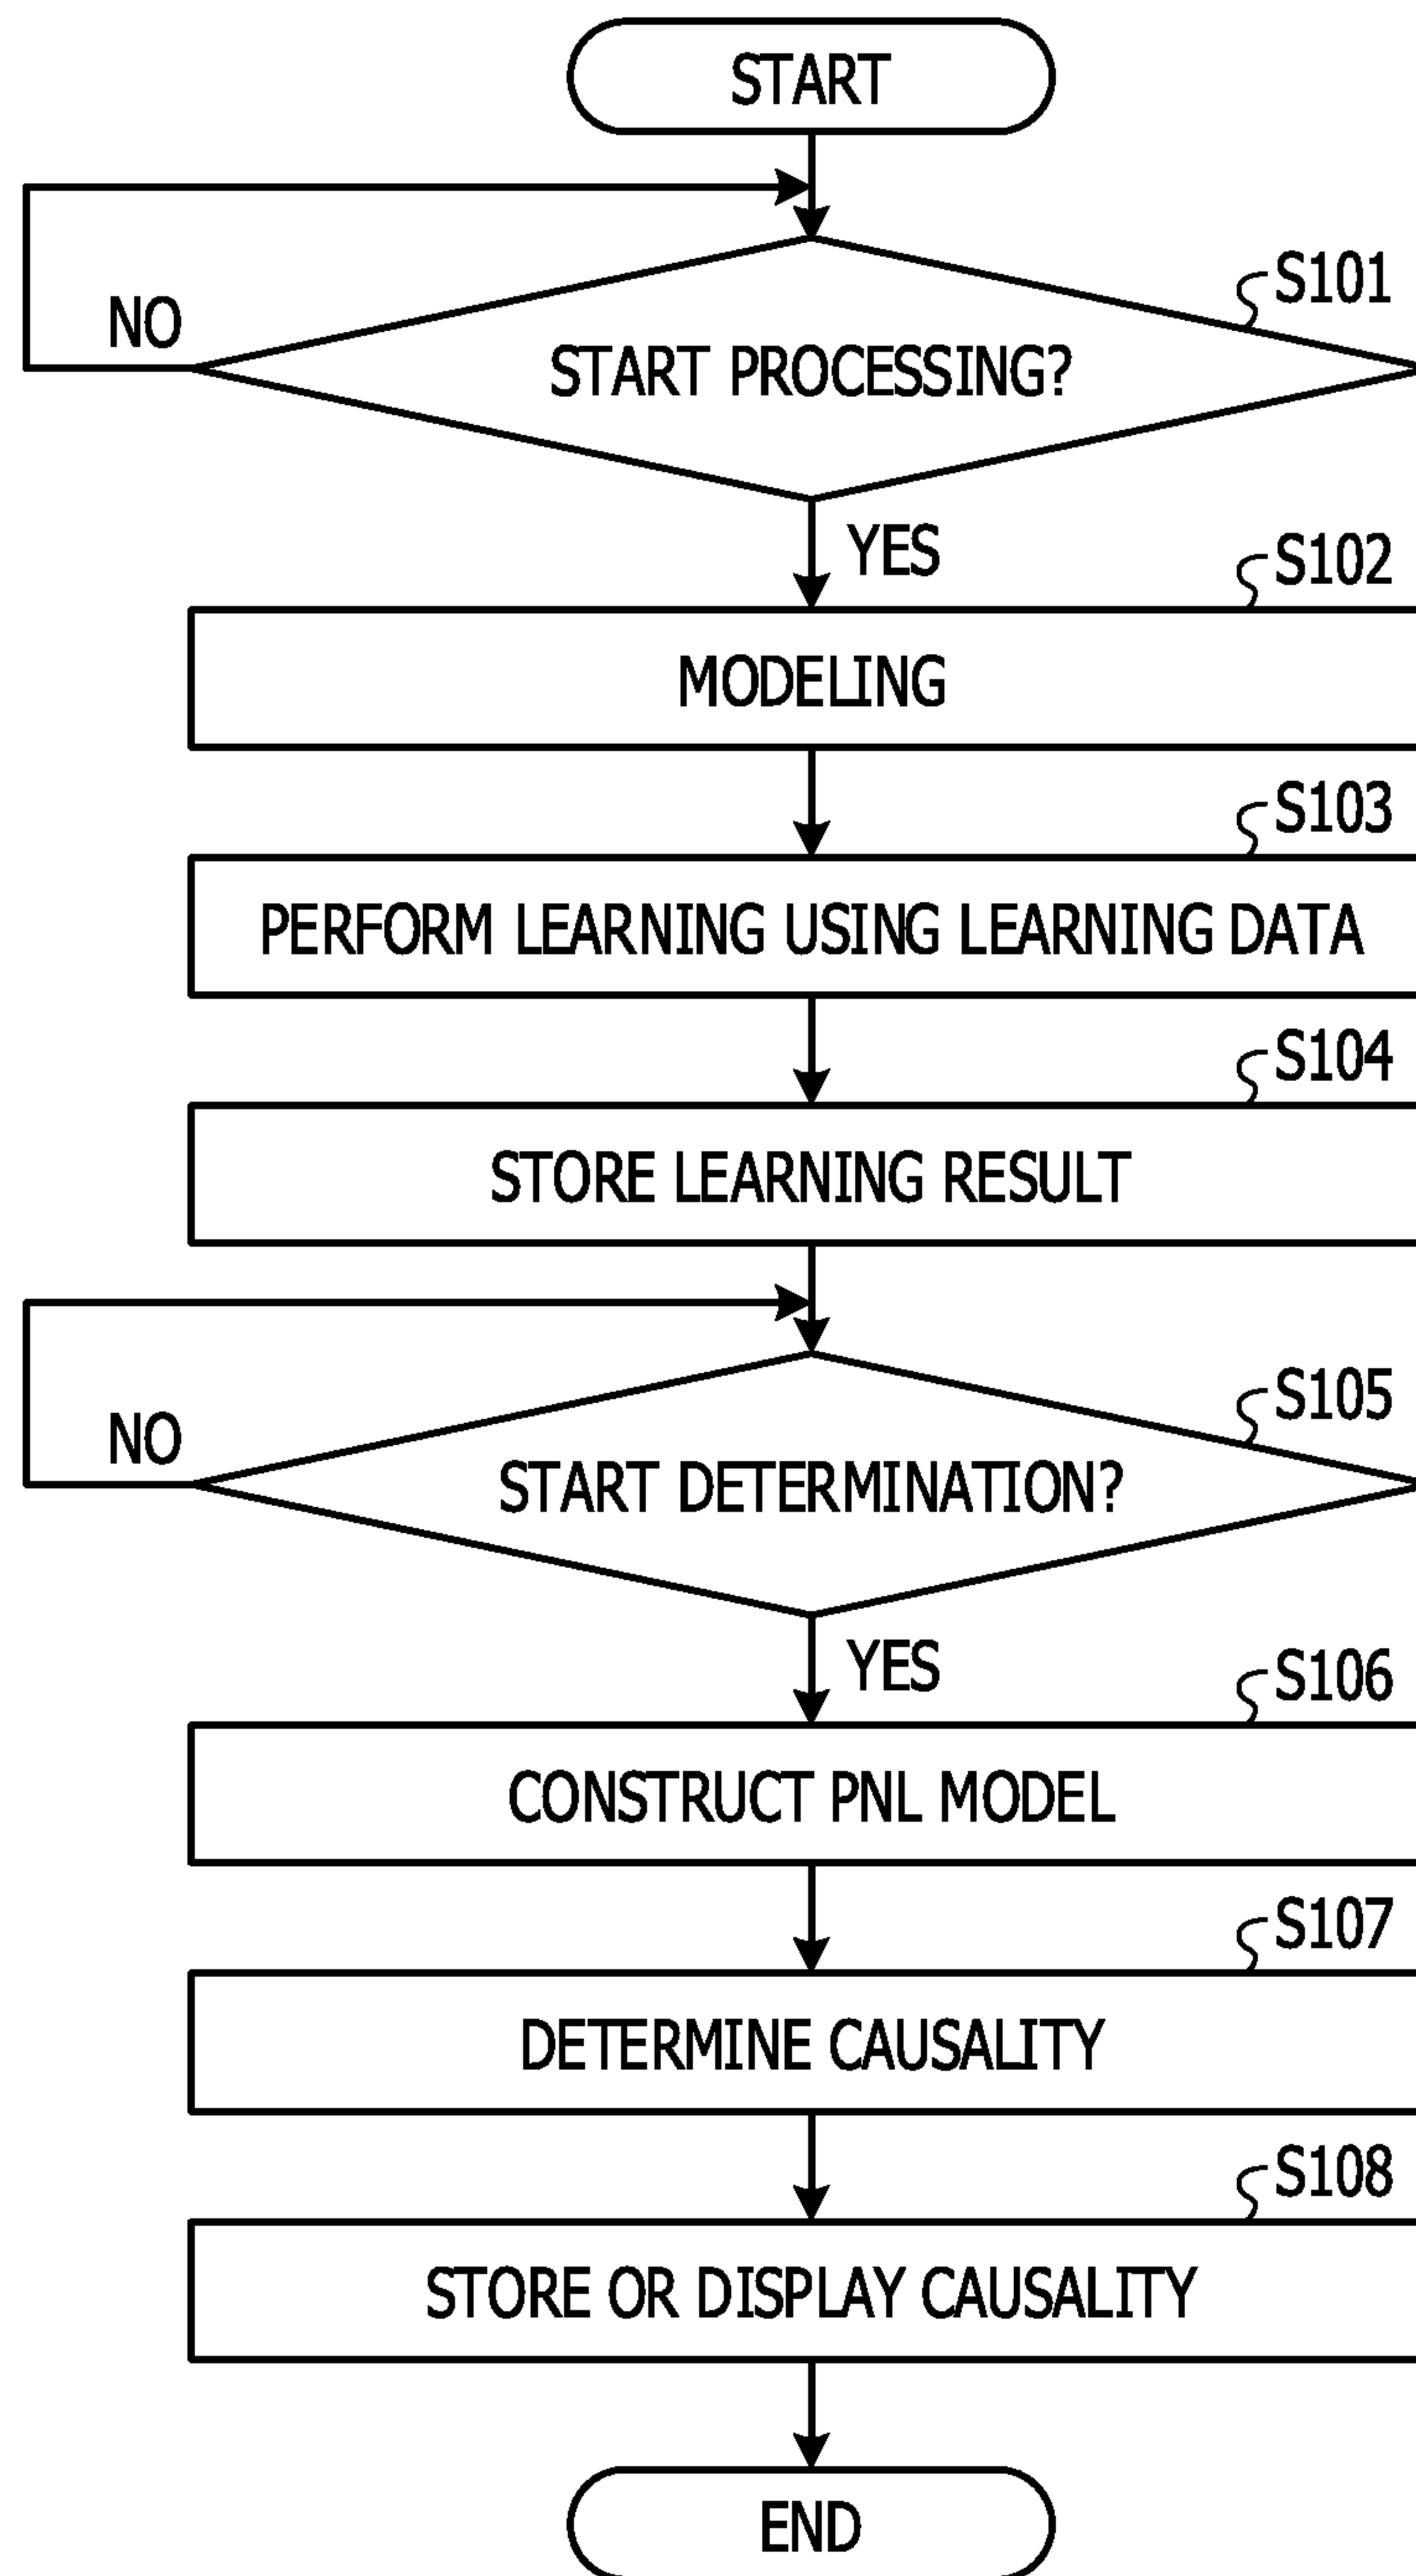 START
S101
NO
START PROCESSING?
YES
S102
MODELING
S103
PERFORM LEARNING USING LEARNING DATA
S104
STORE LEARNING RESULT
S105
NO
START DETERMINATION?
YES
S106
CONSTRUCT PNL MODEL
S107
DETERMINE CAUSALITY
S108
STORE OR DISPLAY CAUSALITY
END